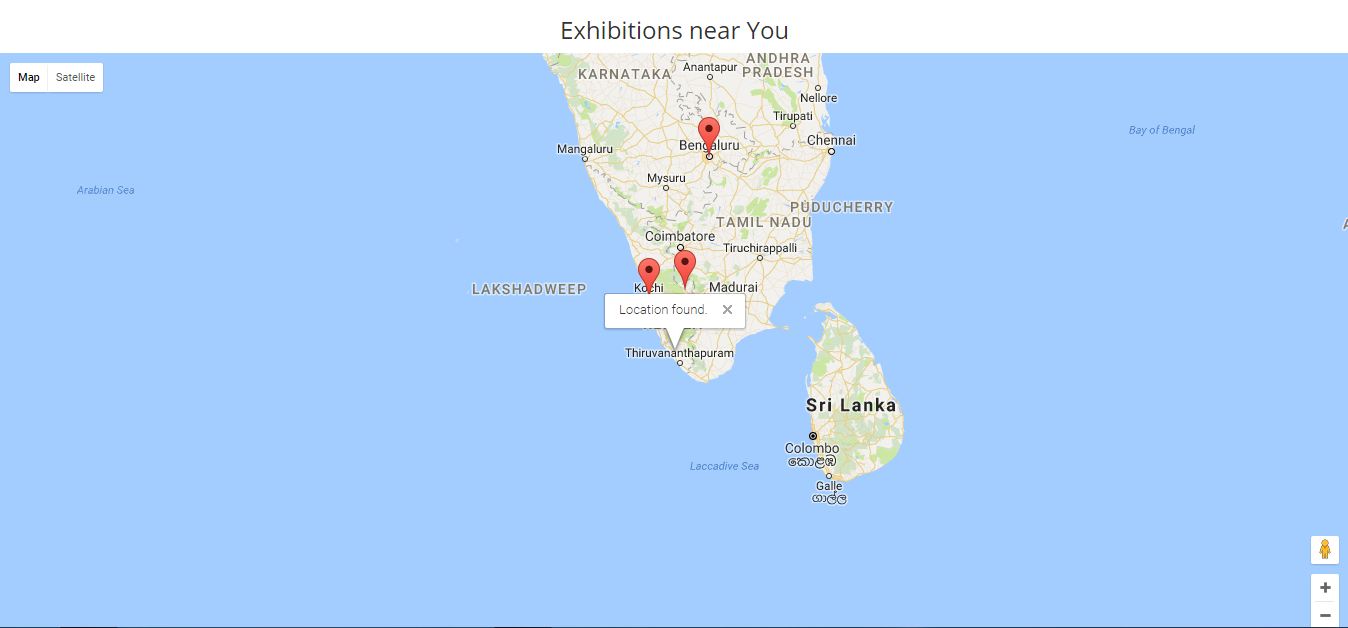 Exhibitions near You
Map
Satellite
KARNATAKA
Anantapur
ANDHRA
PRADESH
Nellore
Tirupati
Chennai
Bengaluru
Mangaluru
Mysuru
Bay of Bengal
Arabian Sea
PUDUCHERRY
TAMIL NADU
Coimbatore
Tiruchirappalli
LAKSHADWEEP
Kochi
Madurai
Location found.
Thiruvananthapuram
Sri Lanka
Colombo
කොළඹ
Laccadive Sea
Galle
ගාල්ල